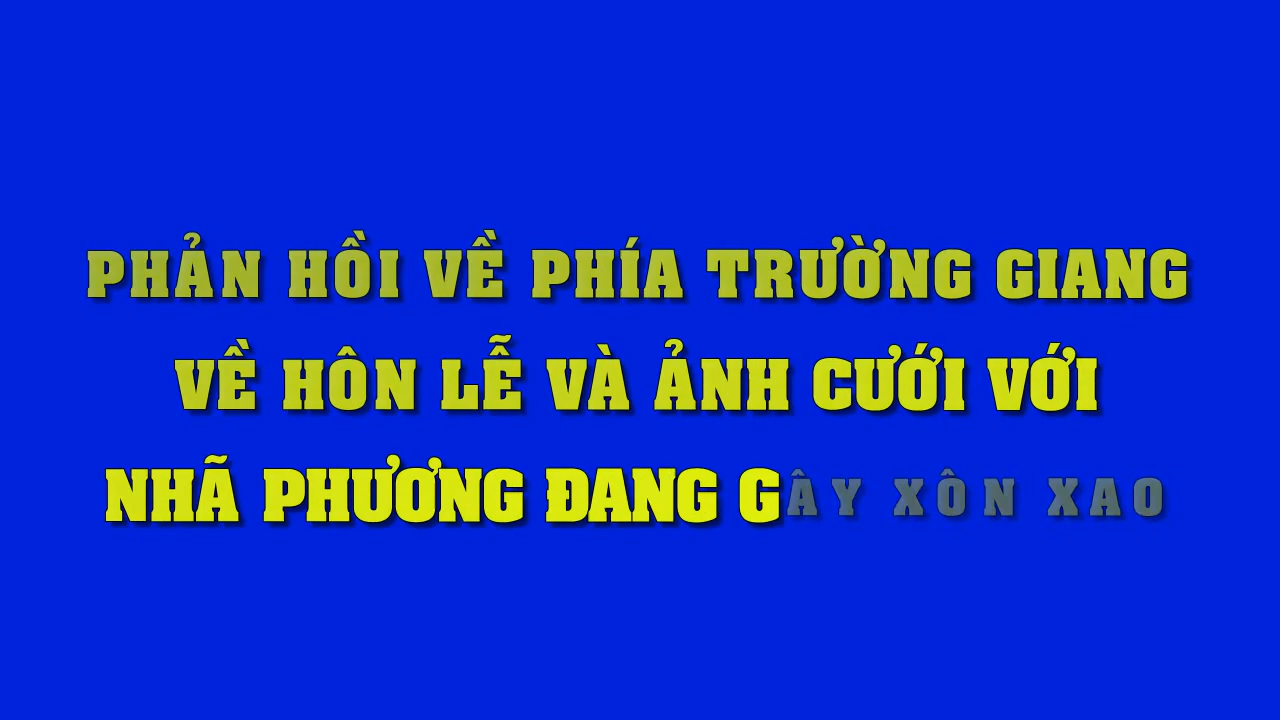 PHẢN HỒI VỀ PHÍA TRƯỜNG GIANG
VỀ HÔN LỄ VÀ ẢNH CƯỚI VỚI
NHÃ PHƯƠNG ĐANG GÂY XÔN XAO